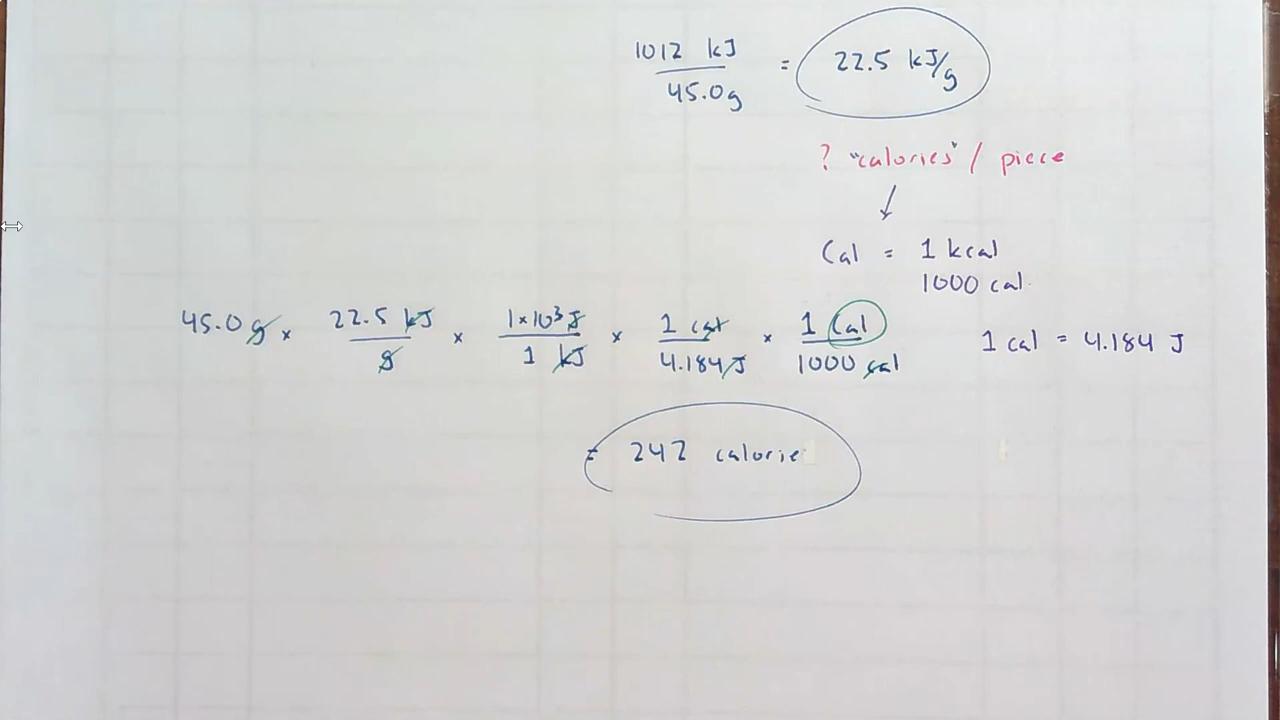 1012 kJ / 45.0g = 22.5 kJ/g
? "calories" / piece
Cal = 1 kcal
1000 cal
45.0 g × 22.5 kJ / g × 1×10³ J / 1 kJ × 1 cal / 4.184 J × 1 Cal / 1000 cal
1 cal = 4.184 J
= 242 calorie